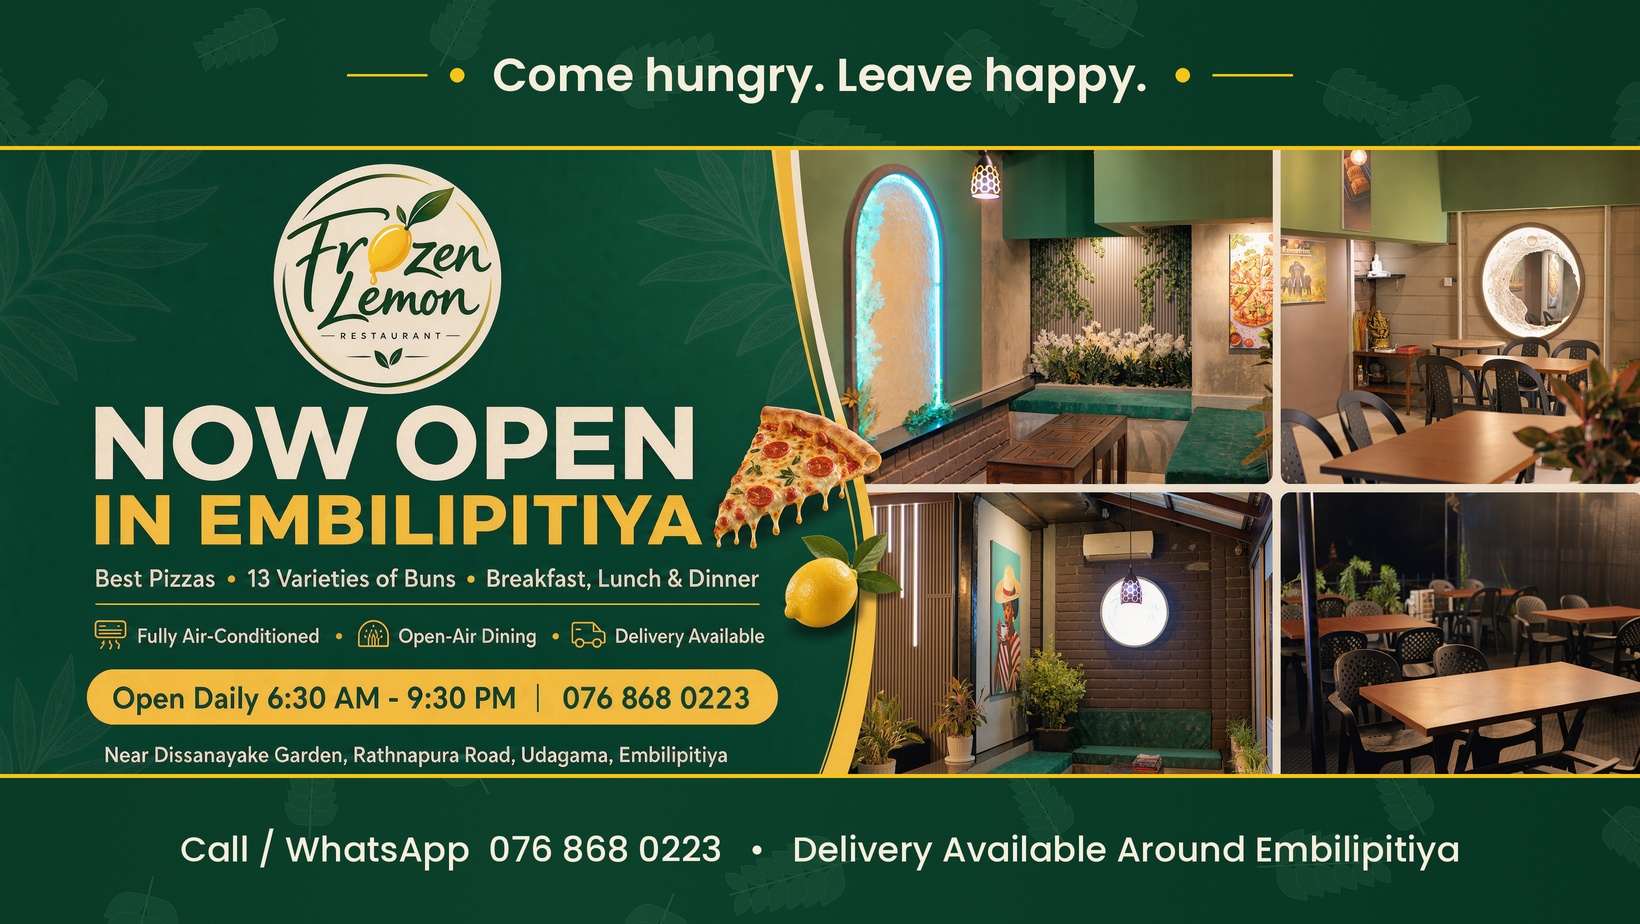 Come hungry. Leave happy.
Frozen
Lemon
RESTAURANT
NOW OPEN
IN EMBILIPITIYA
Best Pizzas • 13 Varieties of Buns • Breakfast, Lunch & Dinner
Fully Air-Conditioned • Open-Air Dining • Delivery Available
Open Daily 6:30 AM - 9:30 PM | 076 868 0223
Near Dissanayake Garden, Rathnapura Road, Udagama, Embilipitiya
Call / WhatsApp 076 868 0223 • Delivery Available Around Embilipitiya